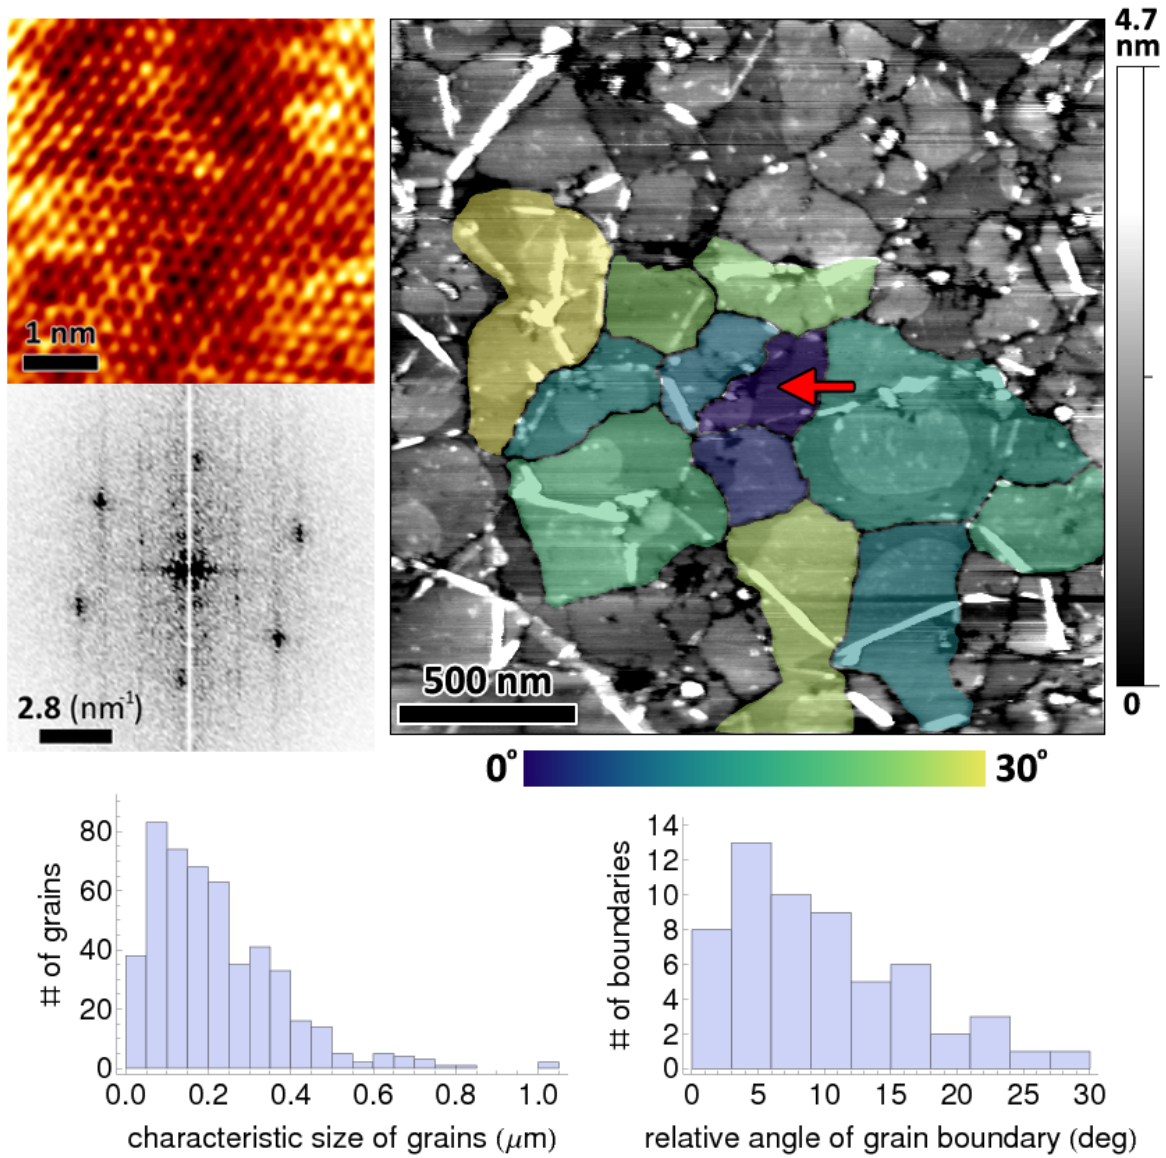 4.7
nm
1 nm
2.8 (nm⁻¹)
500 nm
0
0° 30°
80
60
40
20
0
# of grains
0.0 0.2 0.4 0.6 0.8 1.0
characteristic size of grains (μm)
14
12
10
8
6
4
2
0
# of boundaries
0 5 10 15 20 25 30
relative angle of grain boundary (deg)